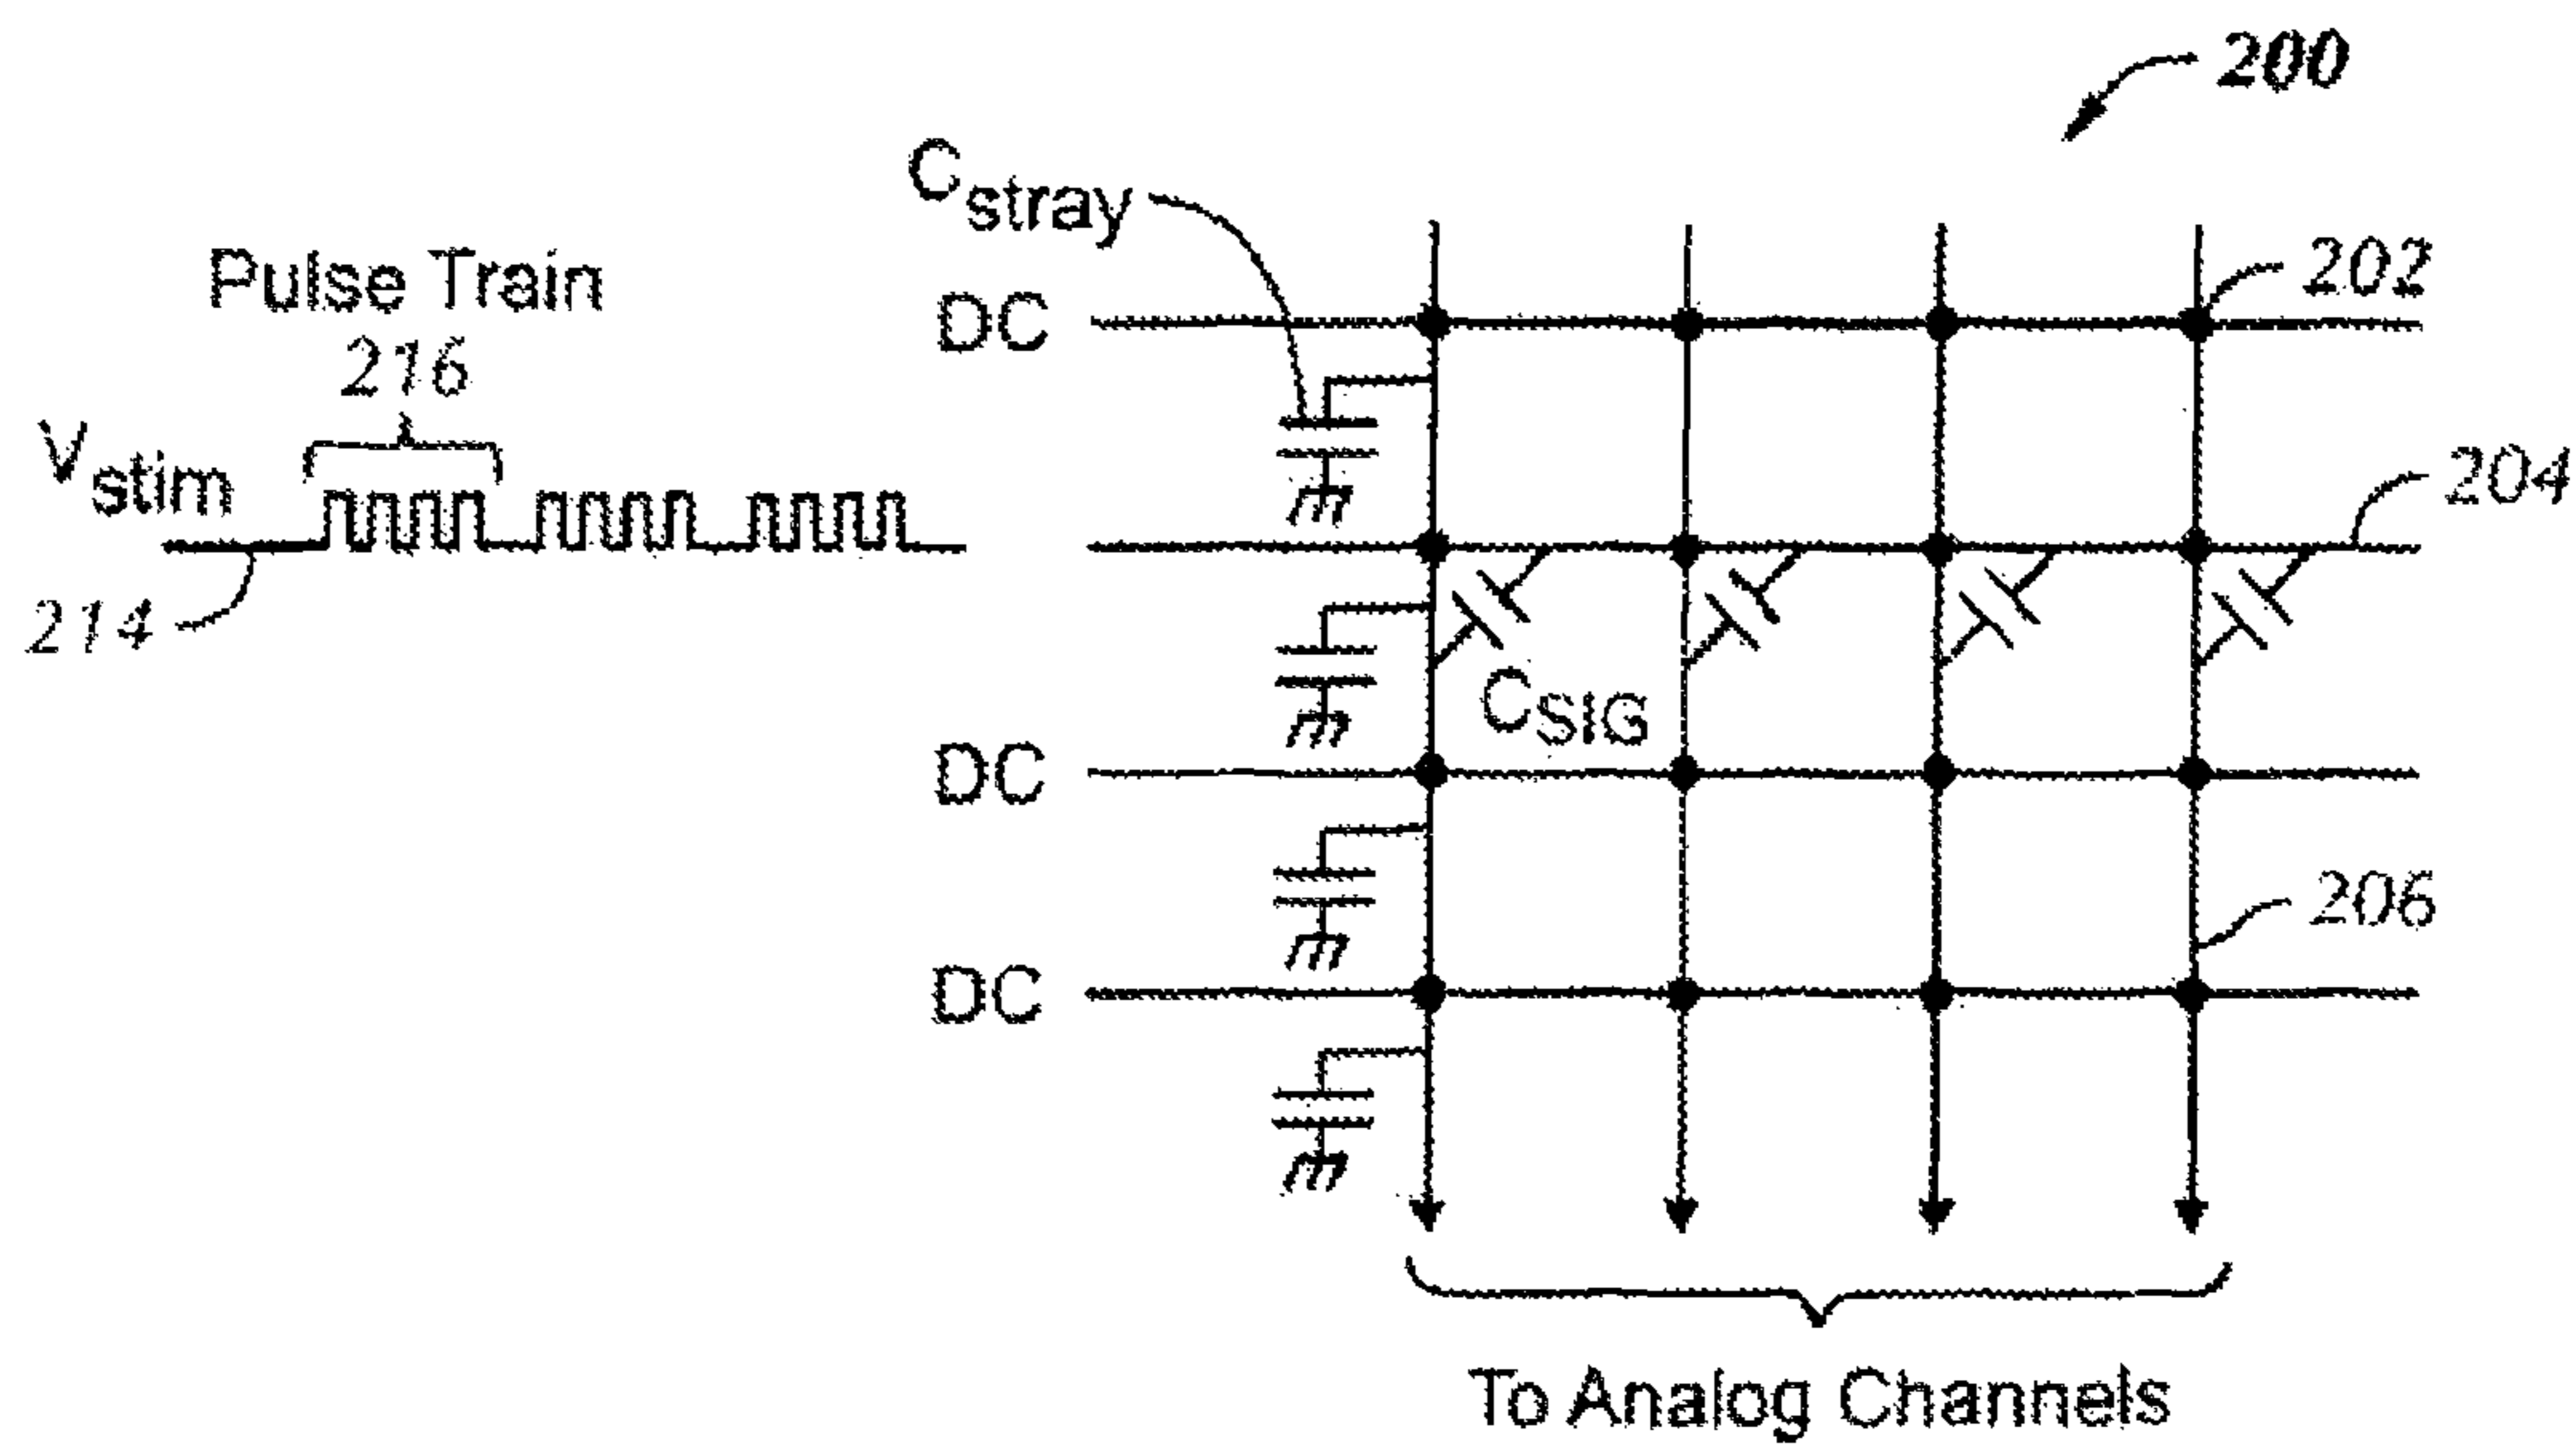 200
Cstray
202
Pulse Train
DC
216
Vstim
204
214
CSIG
DC
206
DC
To Analog Channels